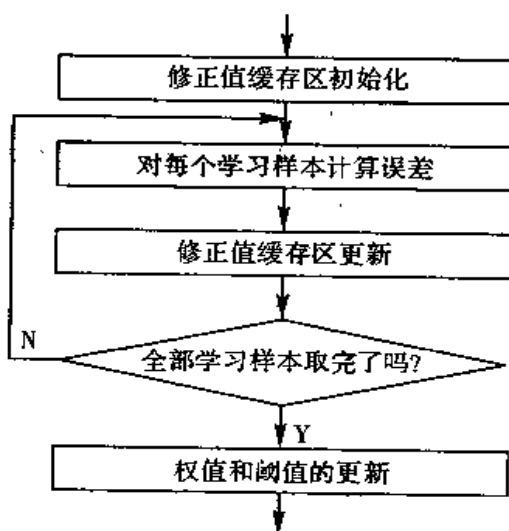 修正值缓存区初始化
对每个学习样本计算误差
修正值缓存区更新
N
全部学习样本取完了吗?
Y
权值和阈值的更新